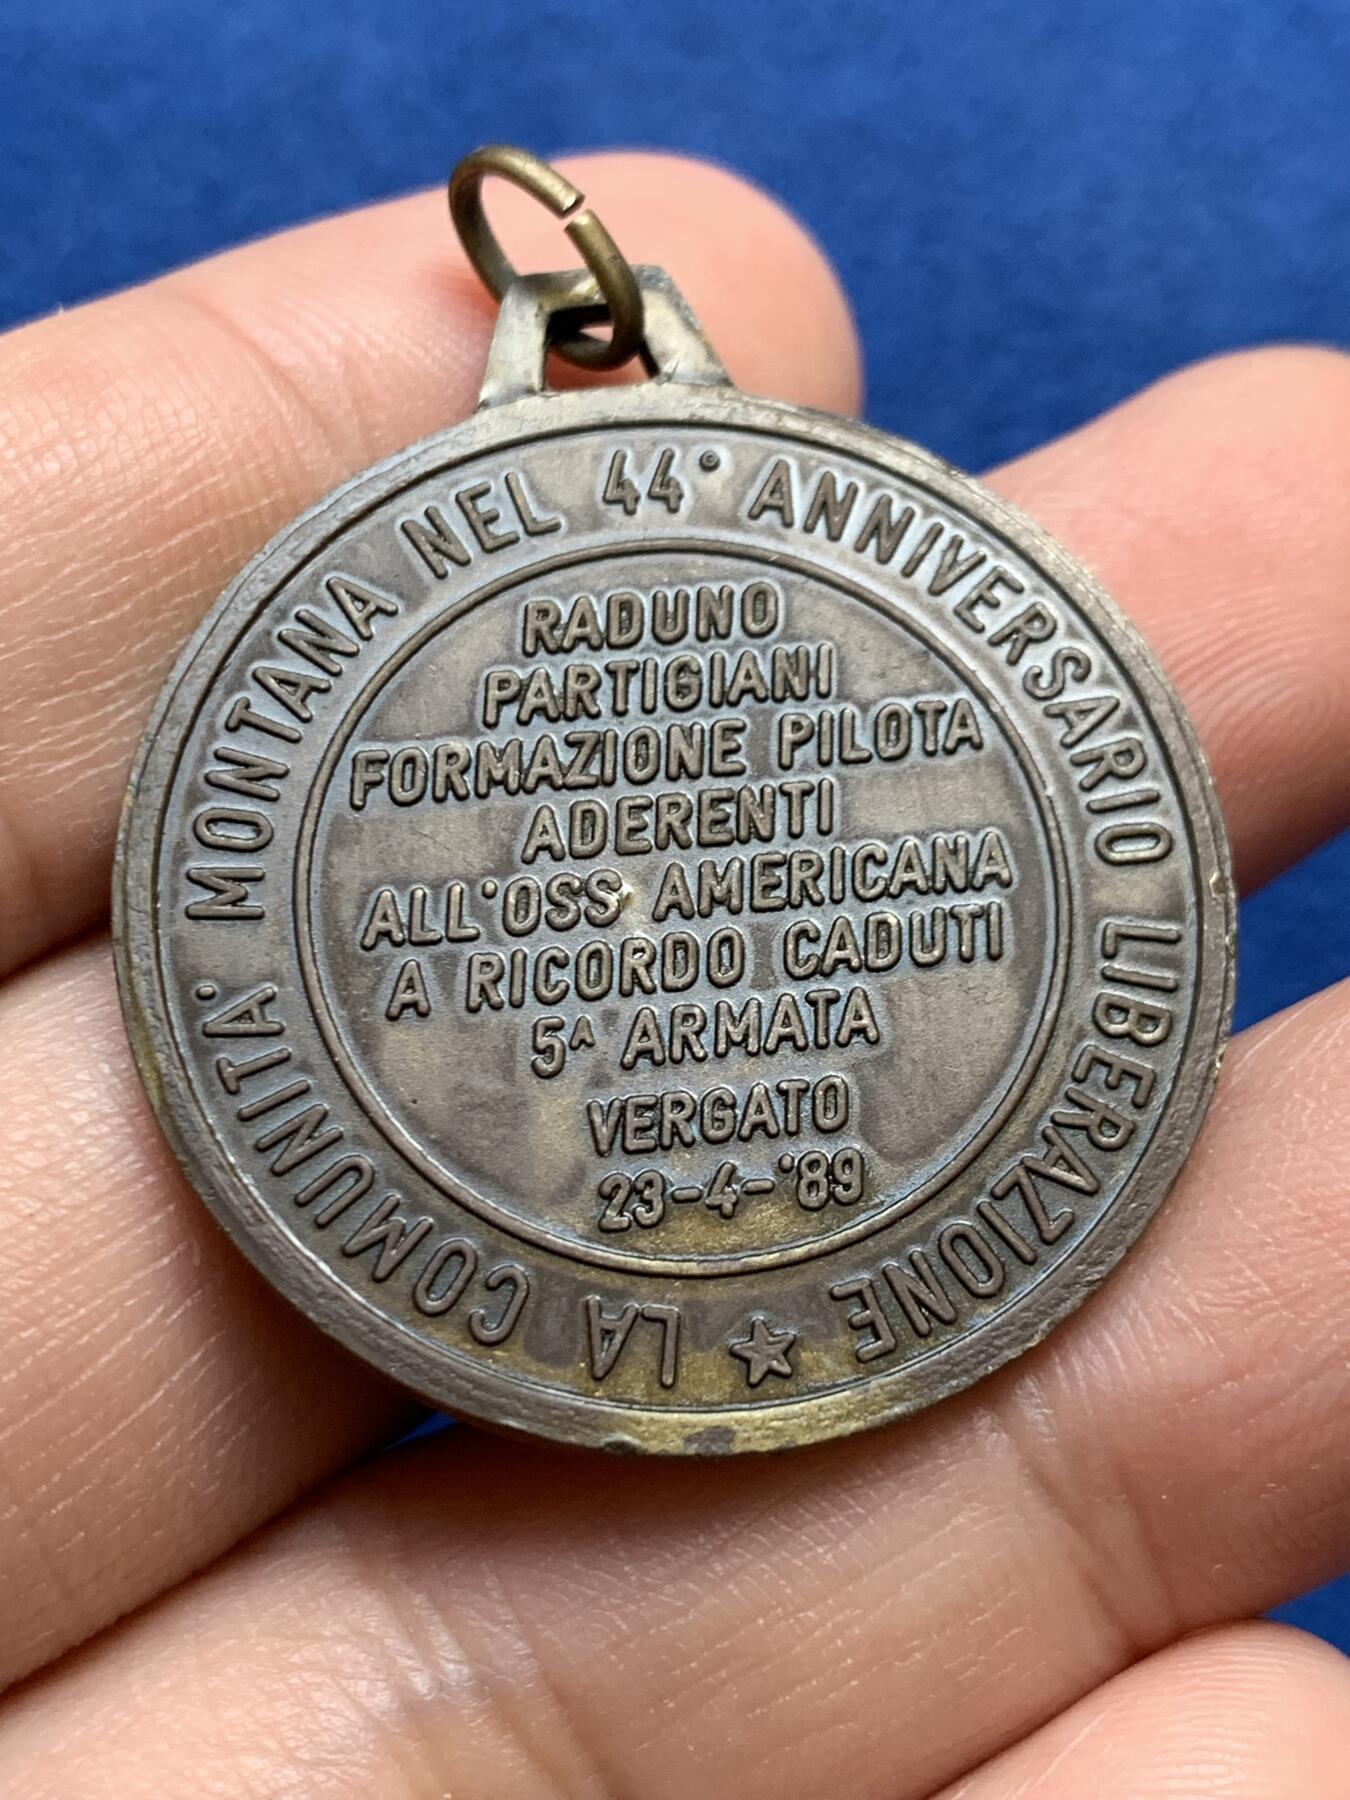 LA COMUNITA' MONTANA NEL 44° ANNIVERSARIO LIBERAZIONE
RADUNO
PARTIGIANI
FORMAZIONE PILOTA
ADERENTI
ALL'OSS AMERICANA
A RICORDO CADUTI
5ᴬ ARMATA
VERGATO
23-4-'89